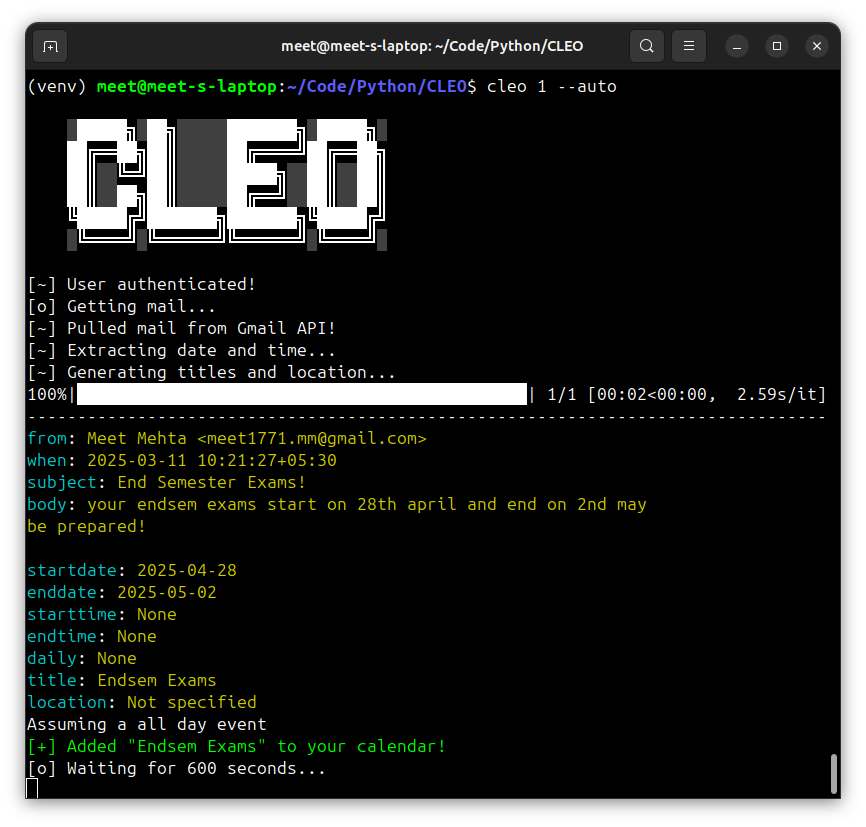 meet@meet-s-laptop: ~/Code/Python/CLEO
(venv) meet@meet-s-laptop:~/Code/Python/CLEO$ cleo 1 --auto
CLEO
[~] User authenticated!
[o] Getting mail...
[~] Pulled mail from Gmail API!
[~] Extracting date and time...
[~] Generating titles and location...
100%|██████████████████████████████| 1/1 [00:02<00:00,  2.59s/it]
--------------------------------------------------------------------------------
from: Meet Mehta <meet1771.mm@gmail.com>
when: 2025-03-11 10:21:27+05:30
subject: End Semester Exams!
body: your endsem exams start on 28th april and end on 2nd may
be prepared!
startdate: 2025-04-28
enddate: 2025-05-02
starttime: None
endtime: None
daily: None
title: Endsem Exams
location: Not specified
Assuming a all day event
[+] Added "Endsem Exams" to your calendar!
[o] Waiting for 600 seconds...